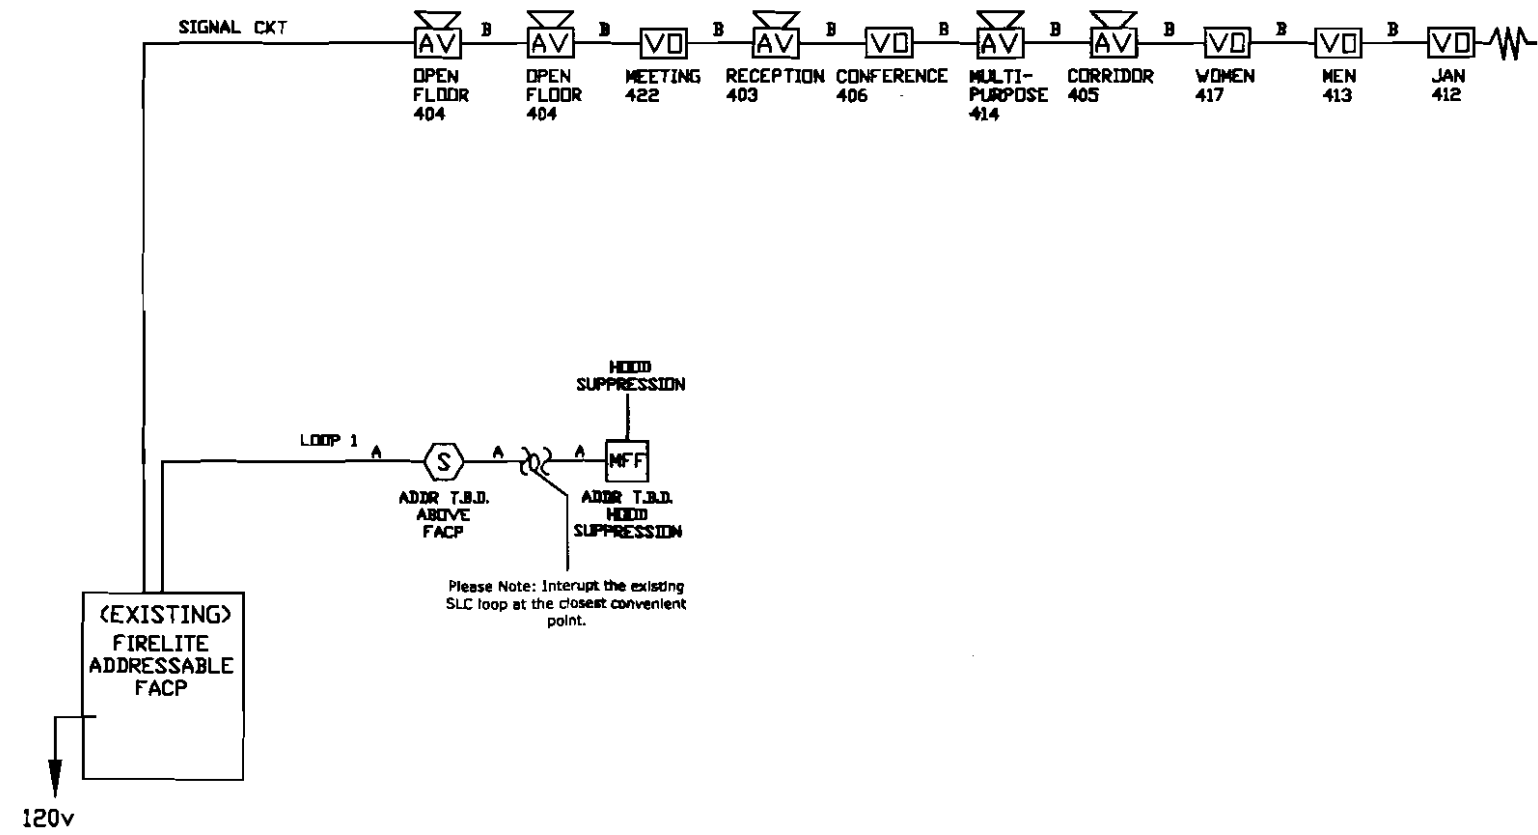 SIGNAL CKT
B B B B B B B B B
AV AV VO AV VO AV AV VO VO VO
OPEN FLOOR 404
OPEN FLOOR 404
MEETING 422
RECEPTION 403
CONFERENCE 406
MULTI-PURPOSE 414
CORRIDOR 405
WOMEN 417
MEN 413
JAN 412
HOOD
SUPPRESSION
LOOP 1
A A A
S
MFF
ADDR T.B.D.
ABOVE
FACP
ADDR T.B.D.
HOOD
SUPPRESSION
Please Note: Interupt the existing
SLC loop at the closest convenient
point.
(EXISTING)
FIRELITE
ADDRESSABLE
FACP
120v